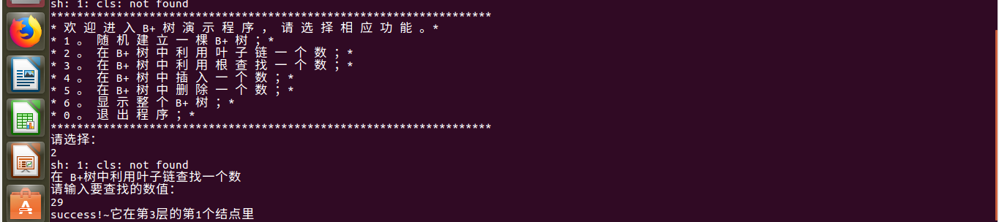 sh: 1: cls: not found
***********************************************************************
* 欢 迎 进 入 B+ 树 演 示 程 序 ， 请 选 择 相 应 功 能 。*
* 1 。 随 机 建 立 一 棵 B+ 树 ；*
* 2 。 在 B+ 树 中 利 用 叶 子 链 一 个 数 ；*
* 3 。 在 B+ 树 中 利 用 根 查 找 一 个 数 ；*
* 4 。 在 B+ 树 中 插 入 一 个 数 ；*
* 5 。 在 B+ 树 中 删 除 一 个 数 ；*
* 6 。 显 示 整 个 B+ 树 ；*
* 0 。 退 出 程 序 ；*
***********************************************************************
请选择：
2
sh: 1: cls: not found
在 B+树中利用叶子链查找一个数
请输入要查找的数值：
29
success!~它在第3层的第1个结点里